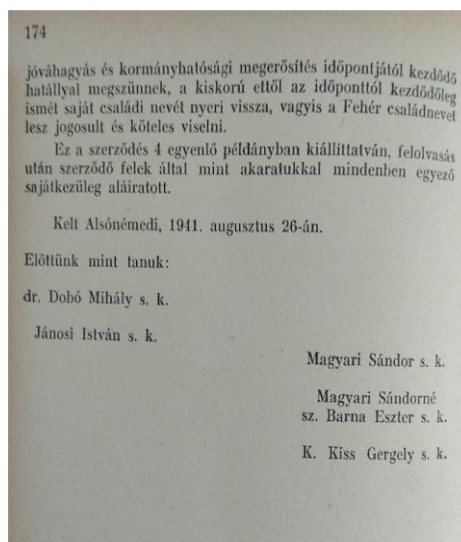 174
jóváhagyás és kormányhatósági megerősítés időpontjától kezdődő
hatállyal megszünnek, a kiskorú ettől az időponttól kezdődőleg
ismét saját családi nevét nyeri vissza, vagyis a Fehér családnevet
lesz jogosult és köteles viselni.
Ez a szerződés 4 egyenlő példányban kiállíttatván, felolvasás
után szerződő felek által mint akaratukkal mindenben egyező
sajátkezüleg aláiratott.
Kelt Alsónémedi, 1941. augusztus 26-án.
Előttünk mint tanuk:
dr. Dobó Mihály s. k.
Jánosi István s. k.
Magyari Sándor s. k.
Magyari Sándorné
sz. Barna Eszter s. k.
K. Kiss Gergely s. k.